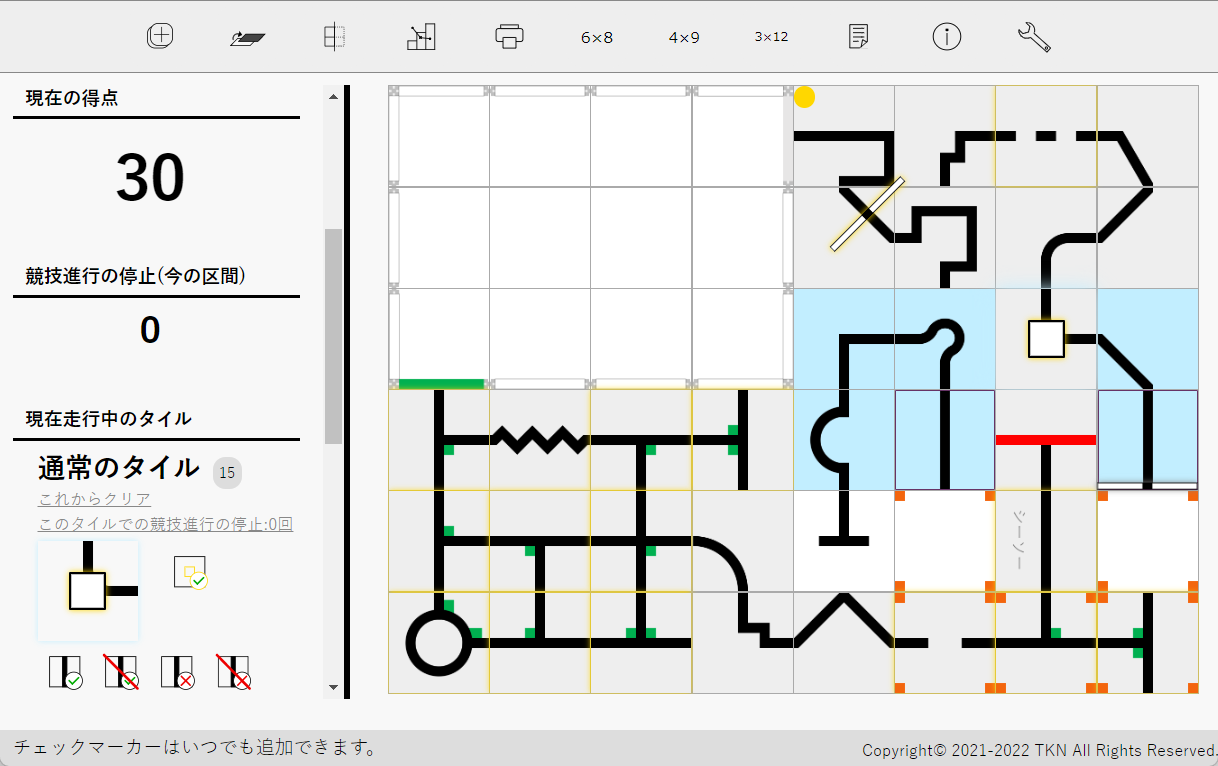 6×8
4×9
3×12
現在の得点
30
競技進行の停止(今の区間)
0
現在走行中のタイル
通常のタイル 15
これからクリア
このタイルでの競技進行の停止:0回
シーソー
チェックマーカーはいつでも追加できます。
Copyright© 2021-2022 TKN All Rights Reserved.